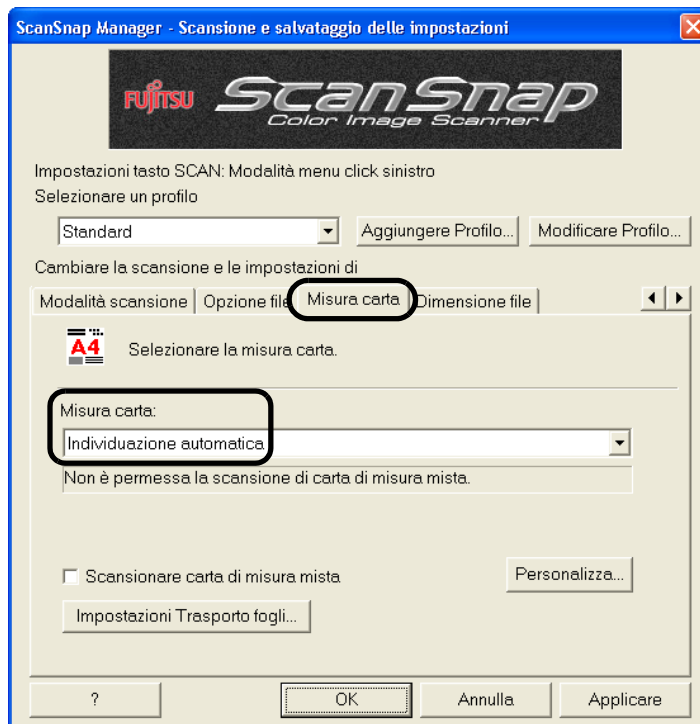 ScanSnap Manager - Scansione e salvataggio delle impostazioni
FUJITSU ScanSnap
Color Image Scanner
Impostazioni tasto SCAN: Modalità menu click sinistro
Selezionare un profilo
Standard Aggiungere Profilo... Modificare Profilo...
Cambiare la scansione e le impostazioni di
Modalità scansione Opzione file Misura carta Dimensione file
A4 Selezionare la misura carta.
Misura carta:
Individuazione automatica
Non è permessa la scansione di carta di misura mista.
Scansionare carta di misura mista Personalizza...
Impostazioni Trasporto fogli...
? OK Annulla Applicare